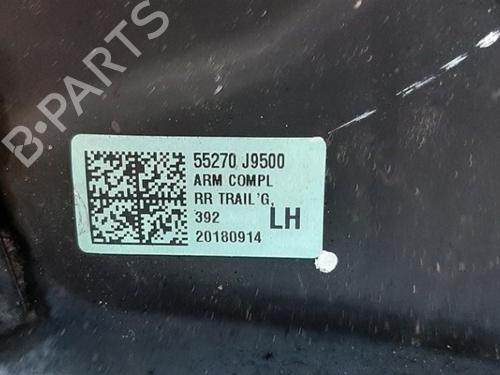 B-PARTS
55270 J9500
ARM COMPL
RR TRAIL'G,
392 LH
20180914